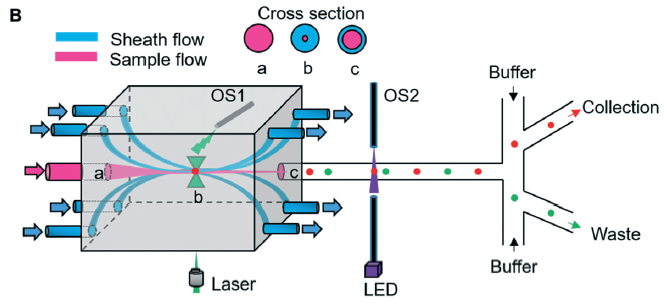 B
Cross section
Sheath flow
Sample flow
a
b
c
OS1
OS2
Buffer
Collection
a
c
b
Waste
Laser
LED
Buffer